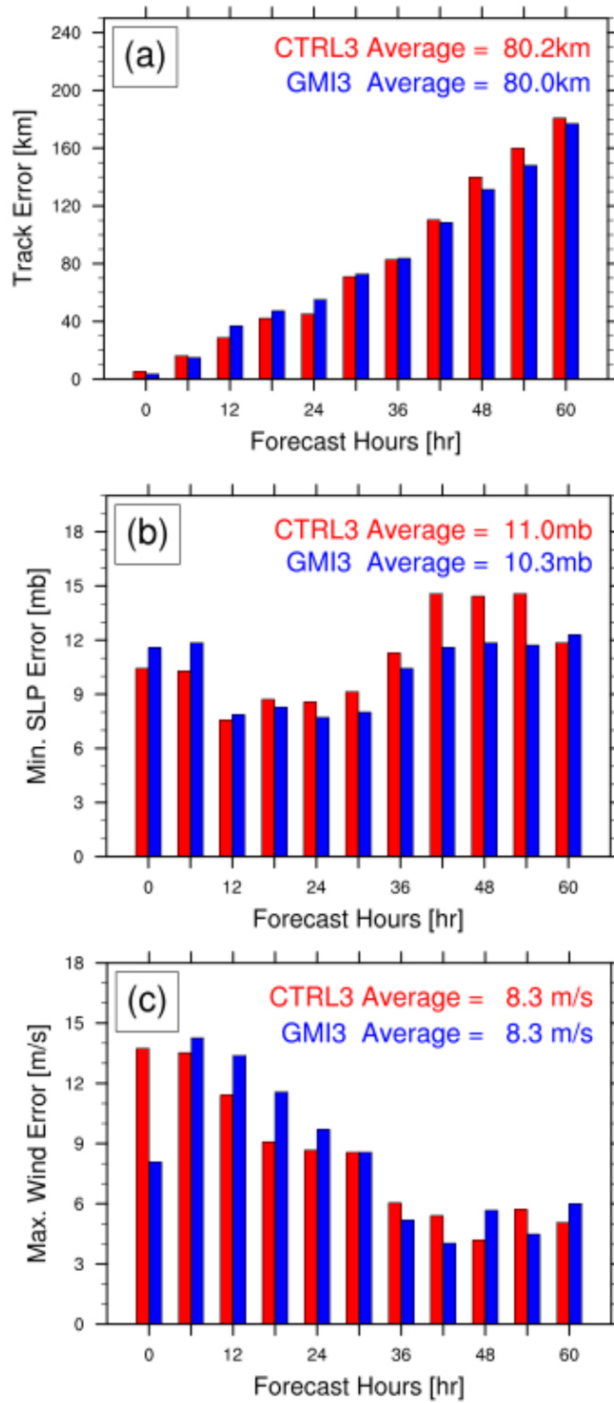 (a)
CTRL3 Average = 80.2km
GMI3 Average = 80.0km
Track Error [km]
240
200
160
120
80
40
0
0 12 24 36 48 60
Forecast Hours [hr]
(b)
CTRL3 Average = 11.0mb
GMI3 Average = 10.3mb
Min. SLP Error [mb]
18
15
12
9
6
3
0
0 12 24 36 48 60
Forecast Hours [hr]
(c)
CTRL3 Average = 8.3 m/s
GMI3 Average = 8.3 m/s
Max. Wind Error [m/s]
18
15
12
9
6
3
0
0 12 24 36 48 60
Forecast Hours [hr]